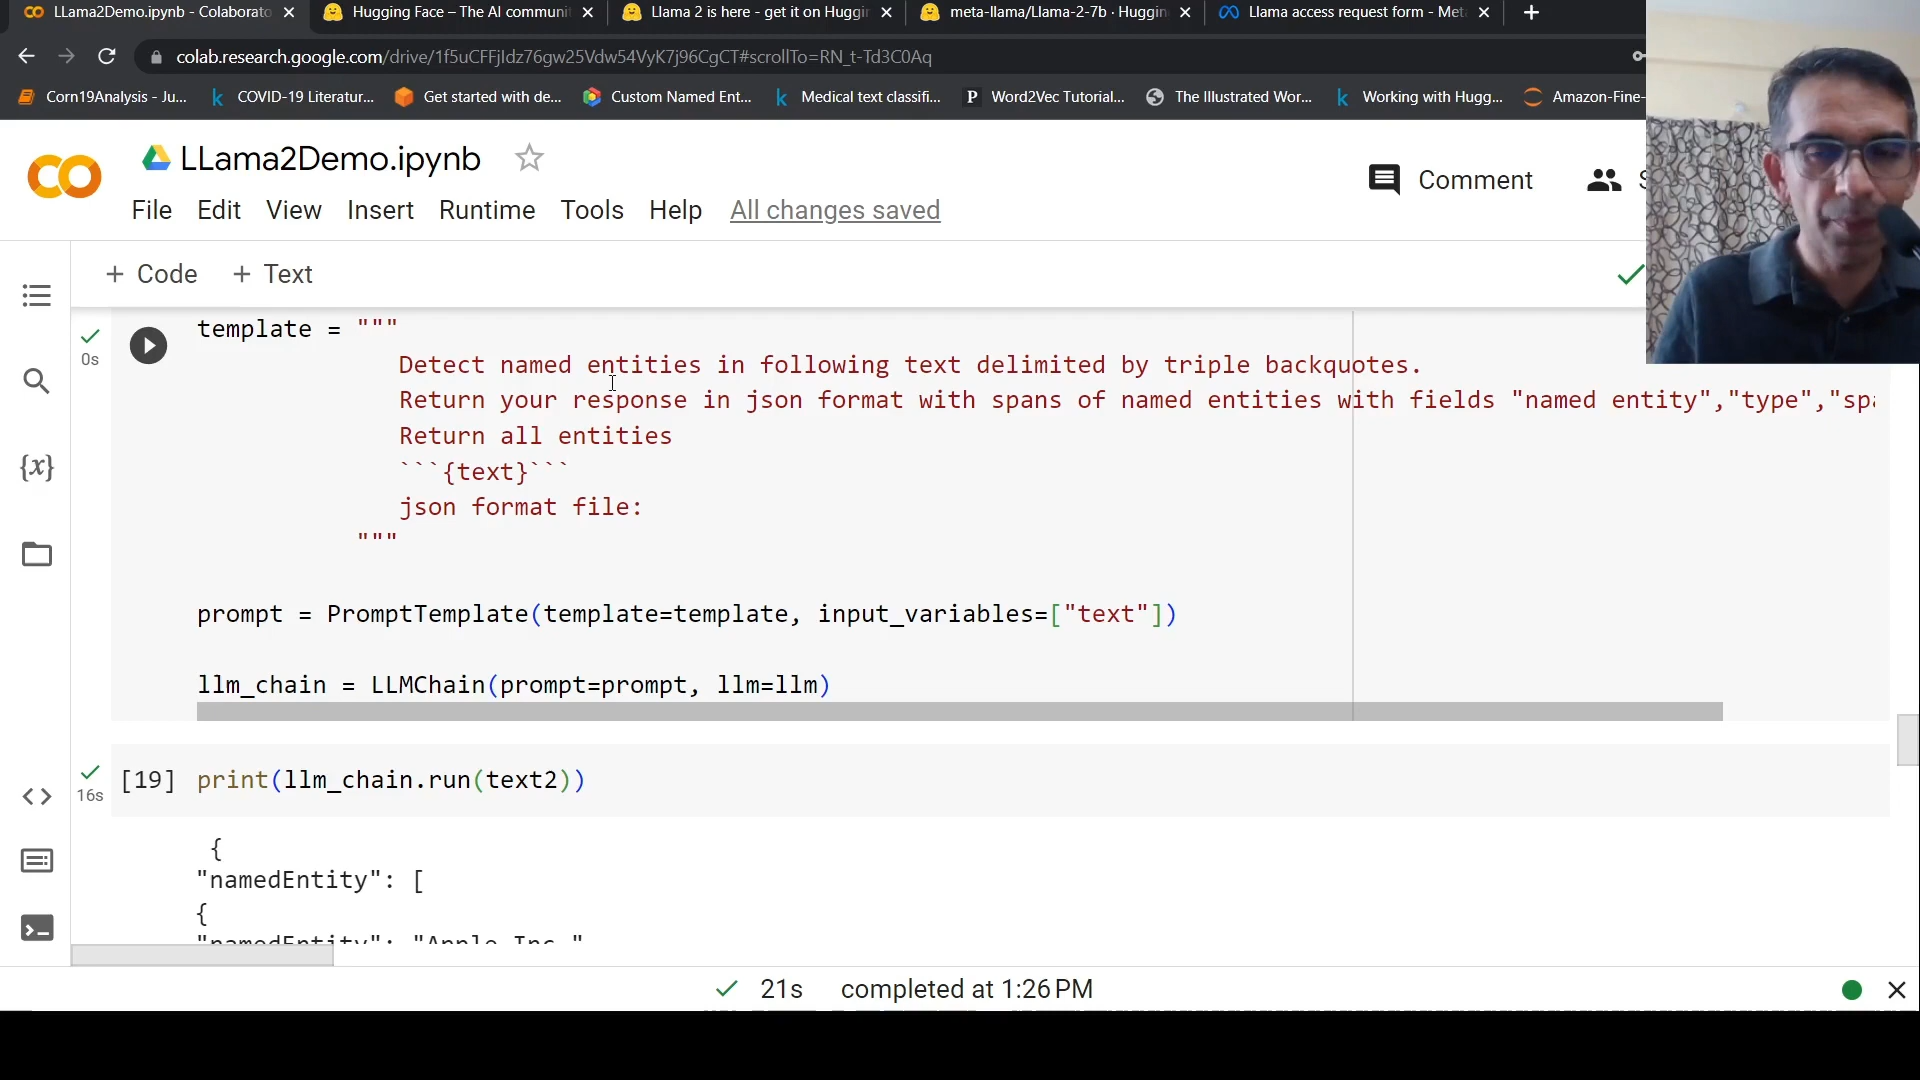 LLama2Demo.ipynb - Colaborato
Hugging Face – The AI communi
Llama 2 is here - get it on Huggi
meta-llama/Llama-2-7b · Huggin
Llama access request form - Met
colab.research.google.com/drive/1f5uCFFjIdz76gw25Vdw54VyK7j96CgCT#scrollTo=RN_t-Td3C0Aq
Corn19Analysis - Ju...
COVID-19 Literatur...
Get started with de...
Custom Named Ent...
Medical text classifi...
Word2Vec Tutorial...
The Illustrated Wor...
Working with Hugg...
Amazon-Fine-
LLama2Demo.ipynb
Comment
File Edit View Insert Runtime Tools Help All changes saved
+ Code + Text
template = """
Detect named entities in following text delimited by triple backquotes.
Return your response in json format with spans of named entities with fields "named entity","type","spa
Return all entities
```{text}```
json format file:
"""
0s
prompt = PromptTemplate(template=template, input_variables=["text"])
llm_chain = LLMChain(prompt=prompt, llm=llm)
[19] print(llm_chain.run(text2))
16s
{
"namedEntity": [
{
"namedEntity": "Apple Inc."
21s completed at 1:26 PM